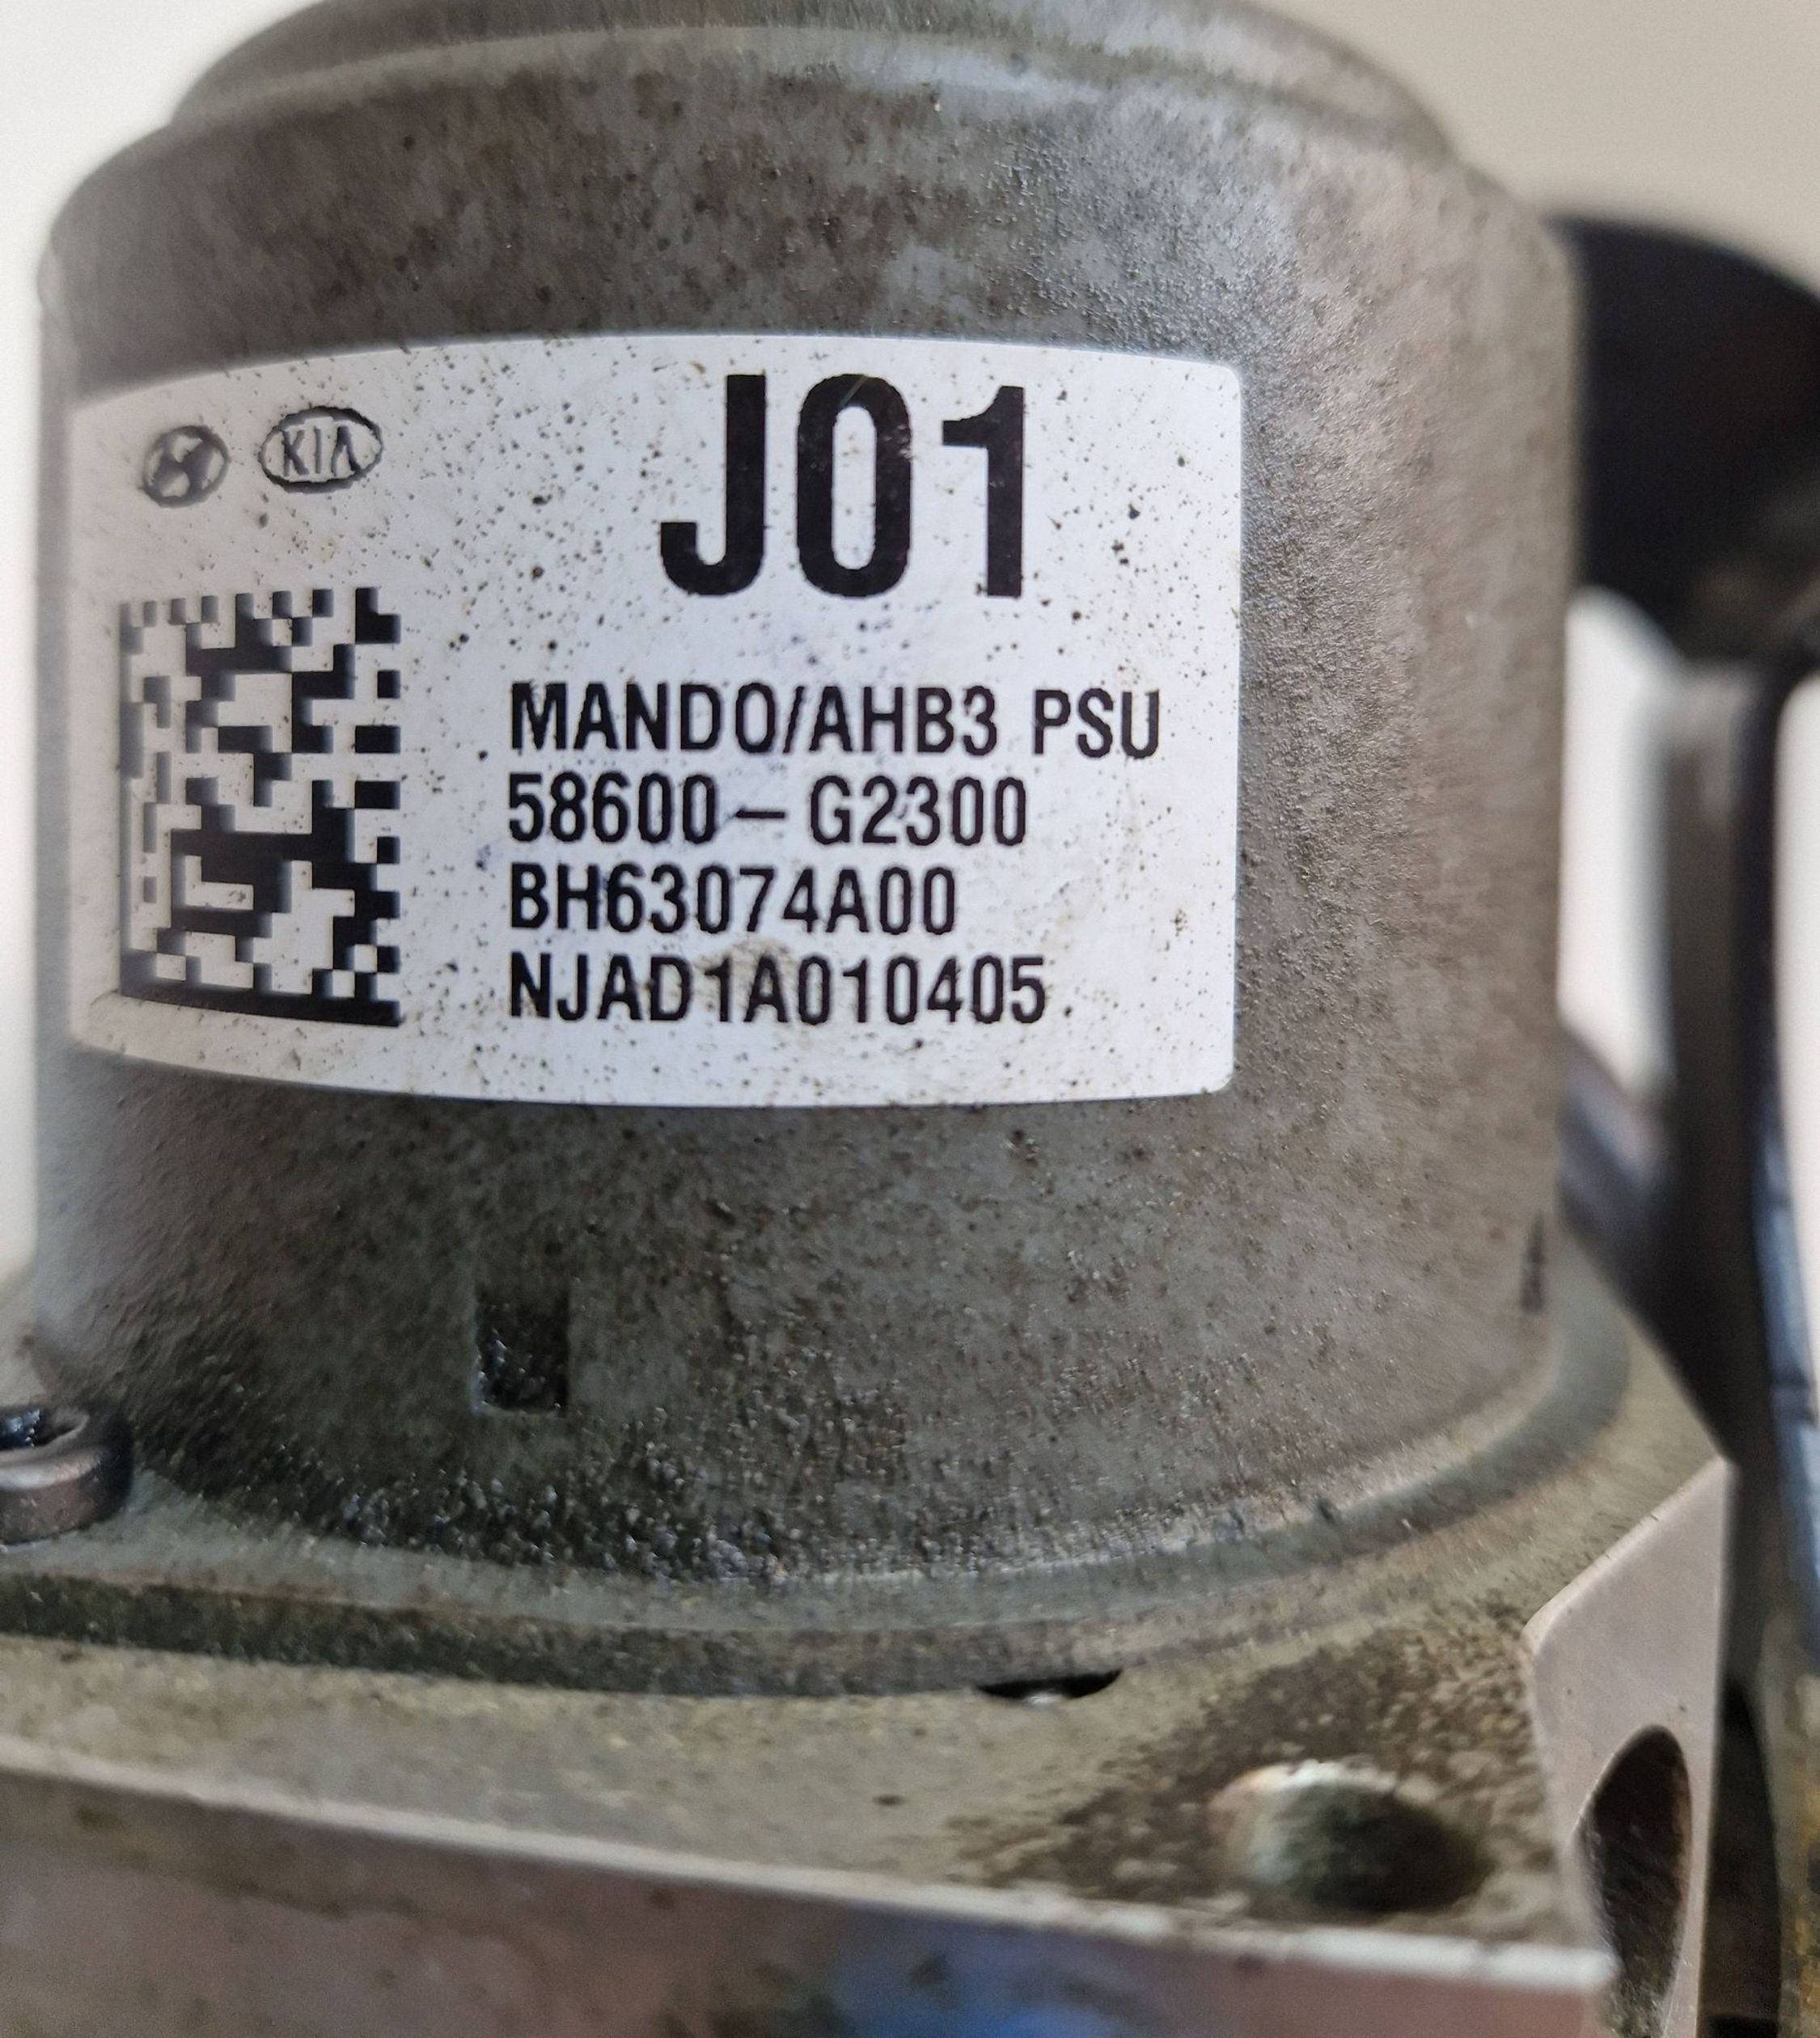 KIA
J01
MANDO/AHB3 PSU
58600-G2300
BH63074A00
NJAD1A010405